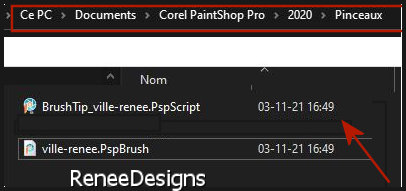 Ce PC > Documents > Corel PaintShop Pro > 2020 > Pinceaux
Nom
BrushTip_ville-renee.PspScript 03-11-21 16:49
ville-renee.PspBrush 03-11-21 16:49
ReneeDesigns